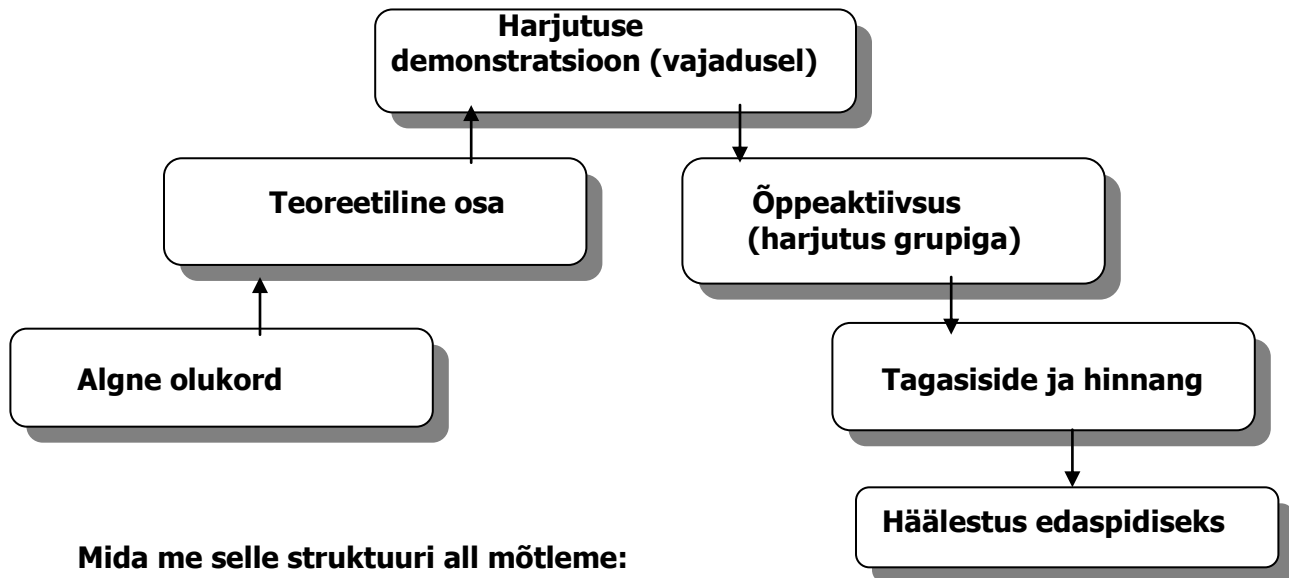 Harjutuse
demonstratsioon (vajadusel)
Teoreetiline osa
Õppeaktiivsus
(harjutus grupiga)
Algne olukord
Tagasiside ja hinnang
Häälestus edaspidiseks
Mida me selle struktuuri all mõtleme: